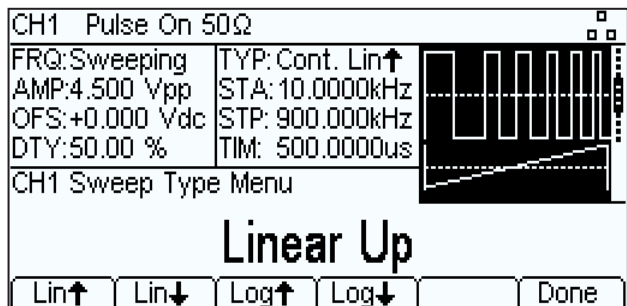 CH1 Pulse On 50Ω
FRQ:Sweeping
AMP:4.500 Vpp
OFS:+0.000 Vdc
DTY:50.00 %
TYP:Cont. Lin↑
STA:10.0000kHz
STP:900.000kHz
TIM: 500.0000us
CH1 Sweep Type Menu
Linear Up
Lin↑ Lin↓ Log↑ Log↓ Done